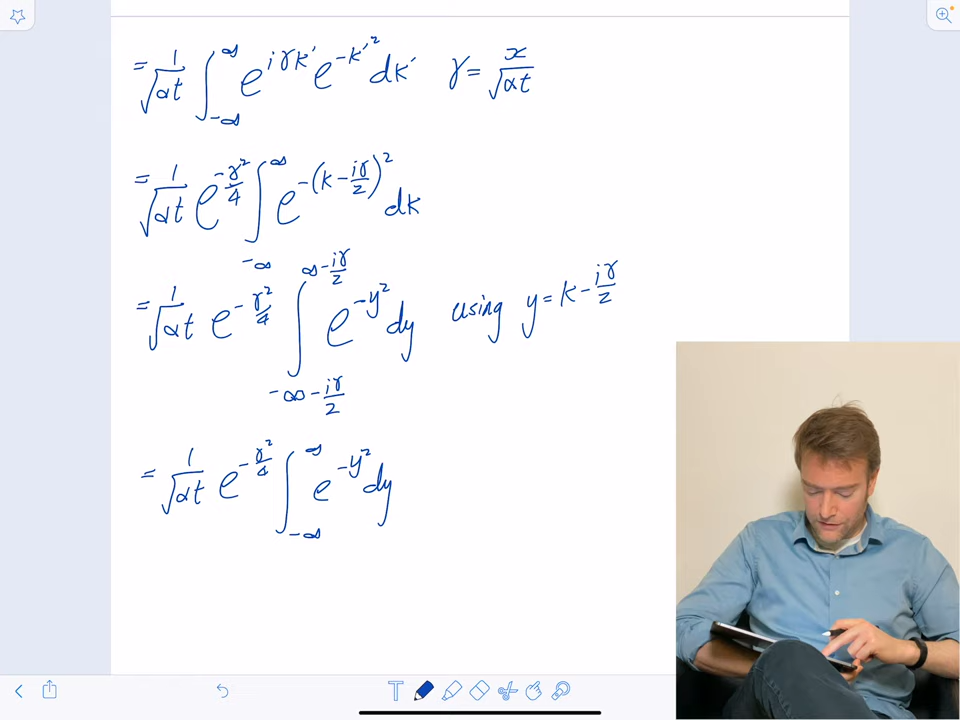 = 1/√αt ∫_{-∞}^{∞} e^{iγk'} e^{-k'^2} dk' γ = x/√αt
= 1/√αt e^{-γ^2/4} ∫_{-∞}^{∞} e^{-(k - iγ/2)^2} dk
= 1/√αt e^{-γ^2/4} ∫_{-∞ - iγ/2}^{∞ - iγ/2} e^{-y^2} dy using y = k - iγ/2
= 1/√αt e^{-γ^2/4} ∫_{-∞}^{∞} e^{-y^2} dy
T